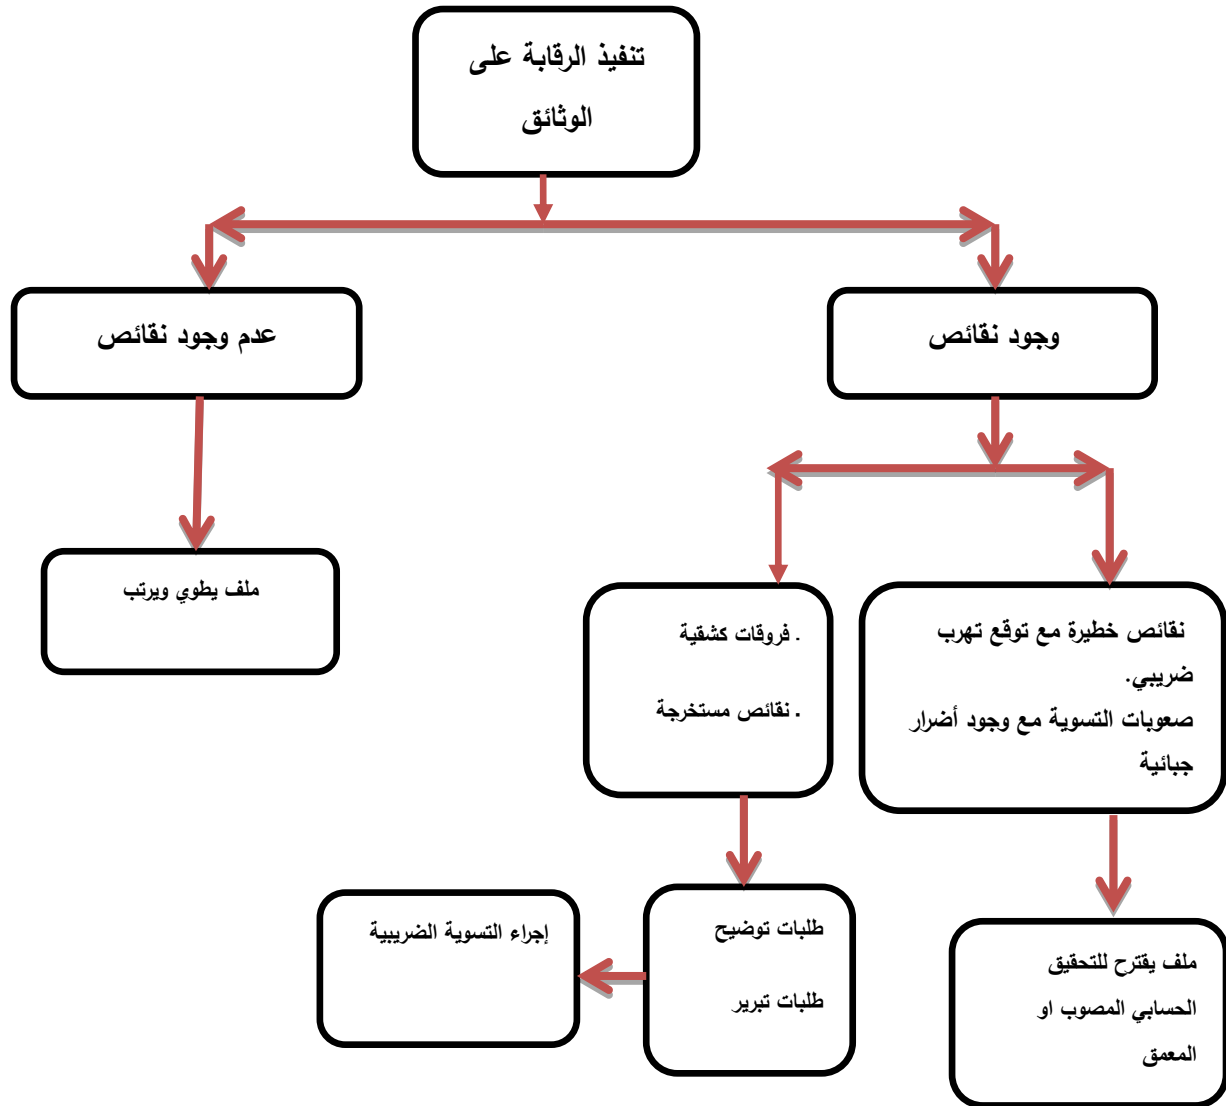 تنفيذ الرقابة على
الوثائق
وجود نقائص
عدم وجود نقائص
ملف يطوي ويرتب
نقائص خطيرة مع توقع تهرب
ضريبي.
صعوبات التسوية مع وجود أضرار
جبائية
. فروقات كشقية
. نقائص مستخرجة
طلبات توضيح
طلبات تبرير
إجراء التسوية الضريبية
ملف يقترح للتحقيق
الحسابي المصوب او
المعمق